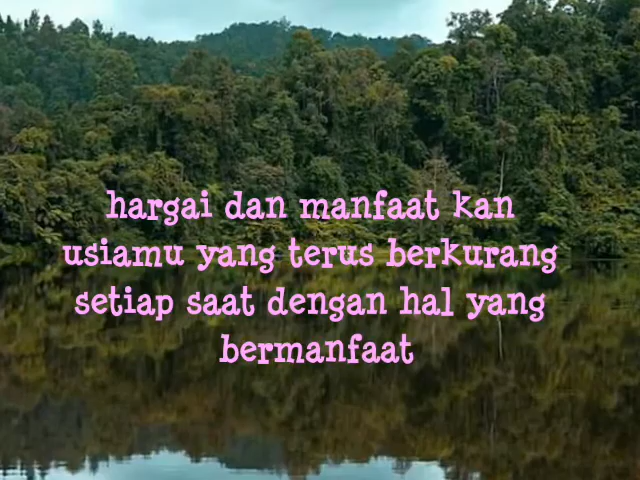 hargai dan manfaat kan
usiamu yang terus berkurang
setiap saat dengan hal yang
bermanfaat